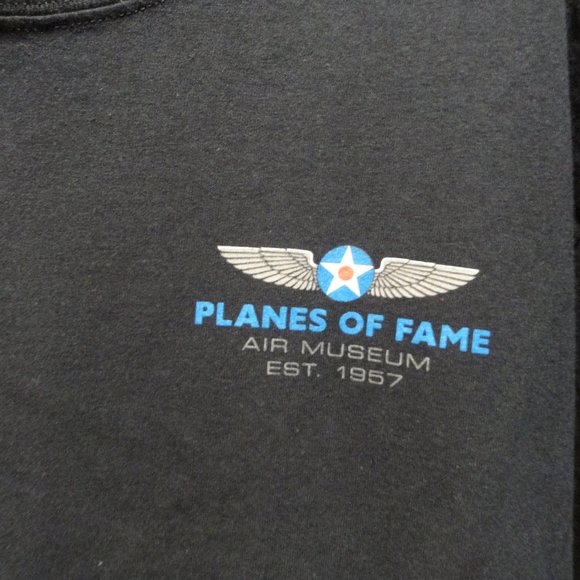 PLANES OF FAME
AIR MUSEUM
EST. 1957